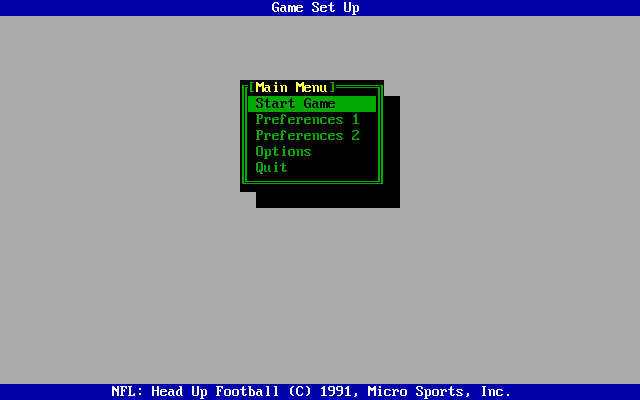 Game Set Up
[Main Menu]
Start Game
Preferences 1
Preferences 2
Options
Quit
NFL: Head Up Football (C) 1991, Micro Sports, Inc.